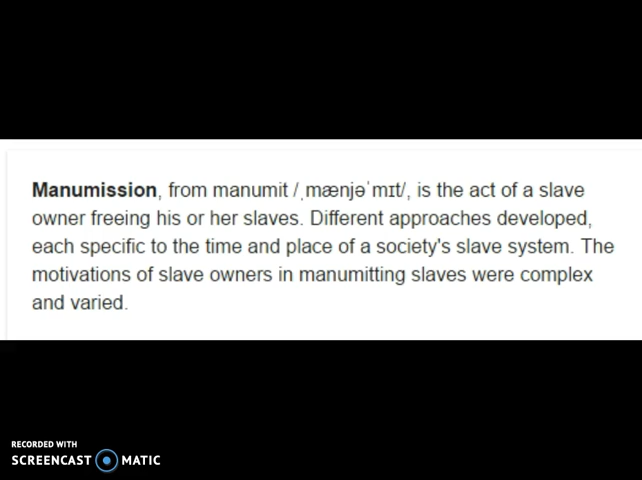 Manumission, from manumit /ˌmænjəˈmɪt/, is the act of a slave
owner freeing his or her slaves. Different approaches developed,
each specific to the time and place of a society's slave system. The
motivations of slave owners in manumitting slaves were complex
and varied.
RECORDED WITH
SCREENCAST MATIC